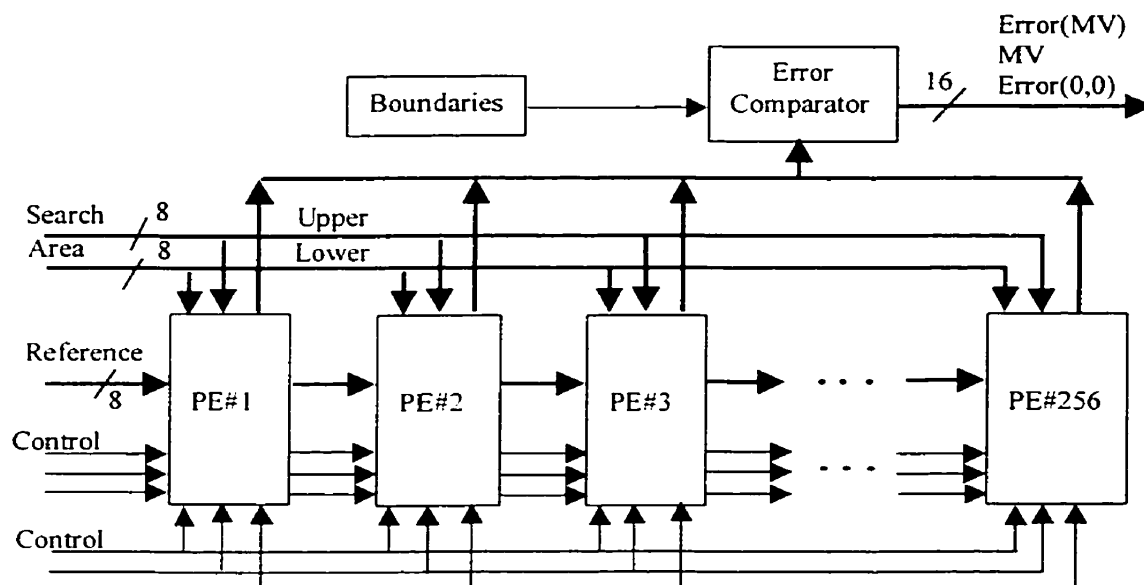 Error(MV)
MV
Error(0,0)
16
Error
Comparator
Boundaries
Search
8
Upper
Area
8
Lower
Reference
8
PE#1
PE#2
PE#3
. . .
PE#256
Control
. . .
Control